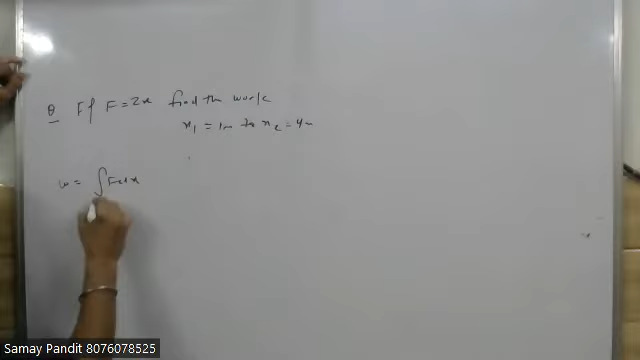 Q If F = 2x find the work
x₁ = 1m to x₂ = 4m
w = ∫ F dx
Samay Pandit 8076078525